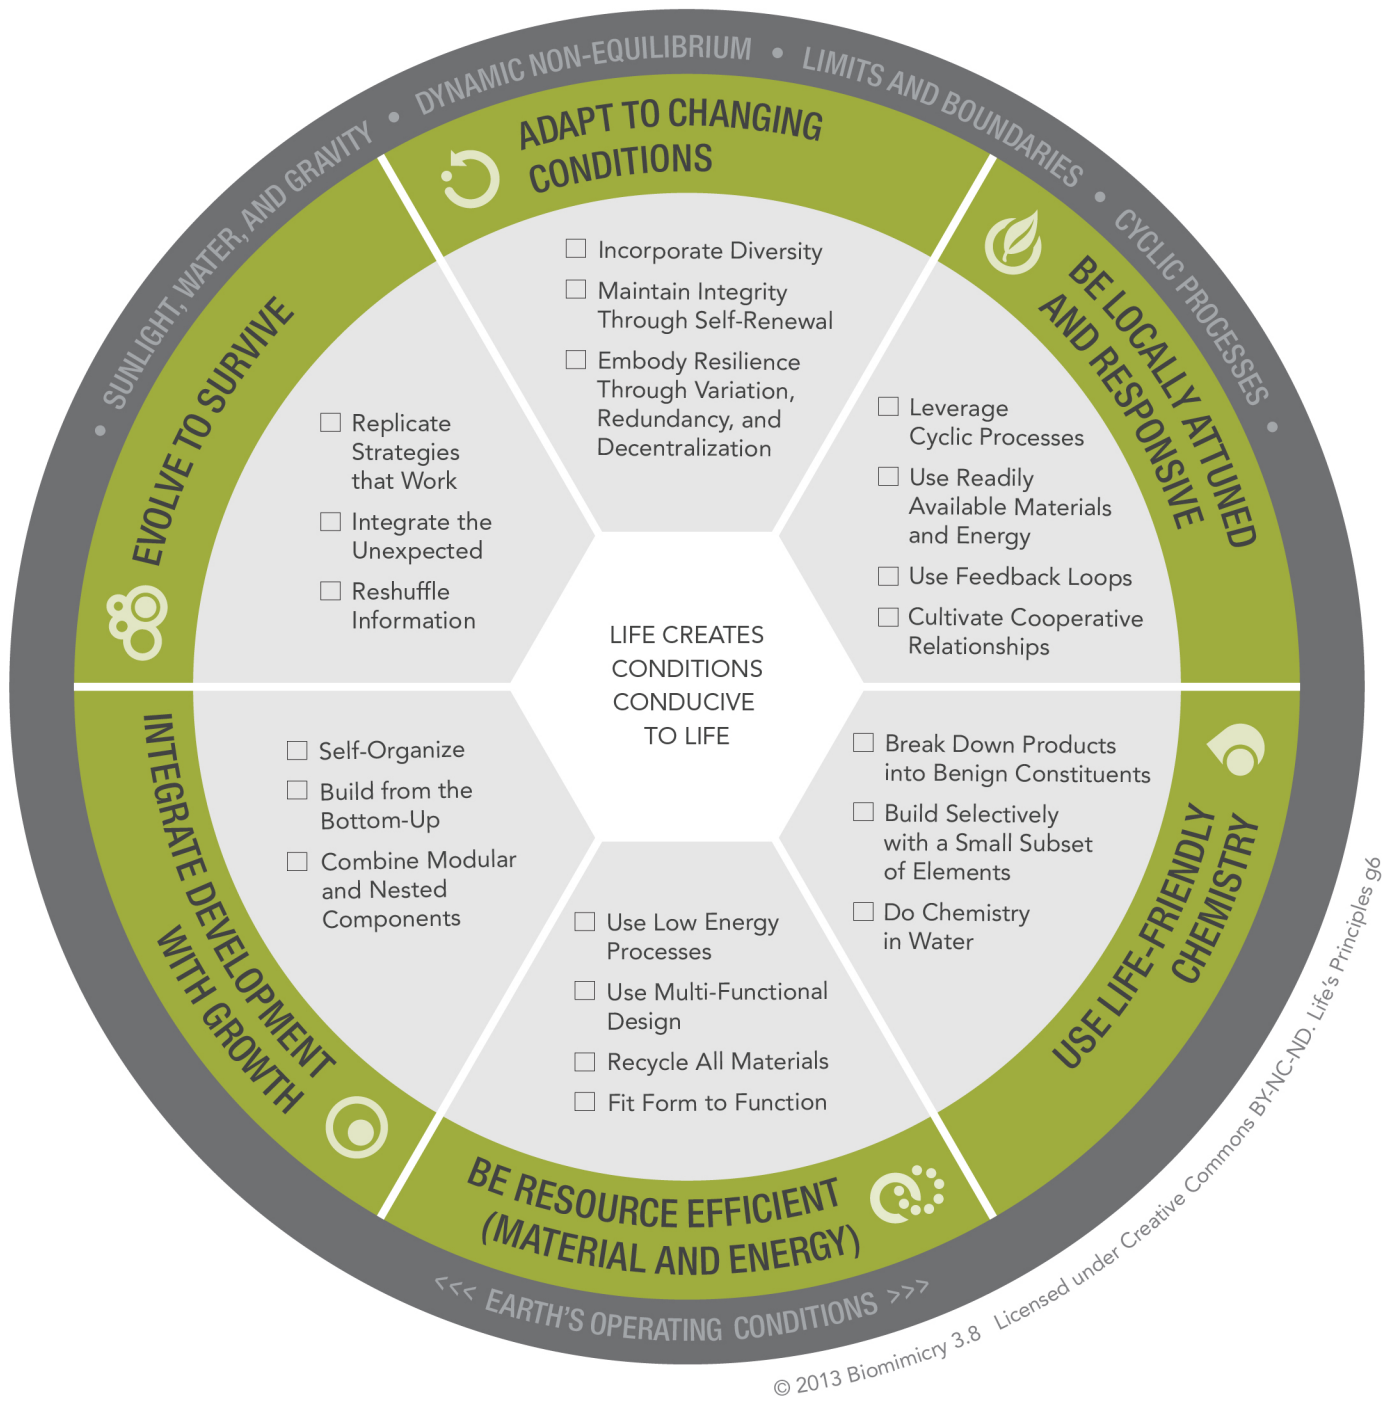 • SUNLIGHT, WATER, AND GRAVITY • DYNAMIC NON-EQUILIBRIUM • LIMITS AND BOUNDARIES • CYCLIC PROCESSES •
ADAPT TO CHANGING
CONDITIONS
Incorporate Diversity
Maintain Integrity
Through Self-Renewal
Embody Resilience
Through Variation,
Redundancy, and
Decentralization
BE LOCALLY ATTUNED
AND RESPONSIVE
Leverage
Cyclic Processes
Use Readily
Available Materials
and Energy
Use Feedback Loops
Cultivate Cooperative
Relationships
USE LIFE-FRIENDLY
CHEMISTRY
Break Down Products
into Benign Constituents
Build Selectively
with a Small Subset
of Elements
Do Chemistry
in Water
BE RESOURCE EFFICIENT
(MATERIAL AND ENERGY)
Use Low Energy
Processes
Use Multi-Functional
Design
Recycle All Materials
Fit Form to Function
INTEGRATE DEVELOPMENT
WITH GROWTH
Self-Organize
Build from the
Bottom-Up
Combine Modular
and Nested
Components
EVOLVE TO SURVIVE
Replicate
Strategies
that Work
Integrate the
Unexpected
Reshuffle
Information
LIFE CREATES
CONDITIONS
CONDUCIVE
TO LIFE
<<< EARTH'S OPERATING CONDITIONS >>>
© 2013 Biomimicry 3.8 Licensed under Creative Commons BY-NC-ND. Life's Principles g6